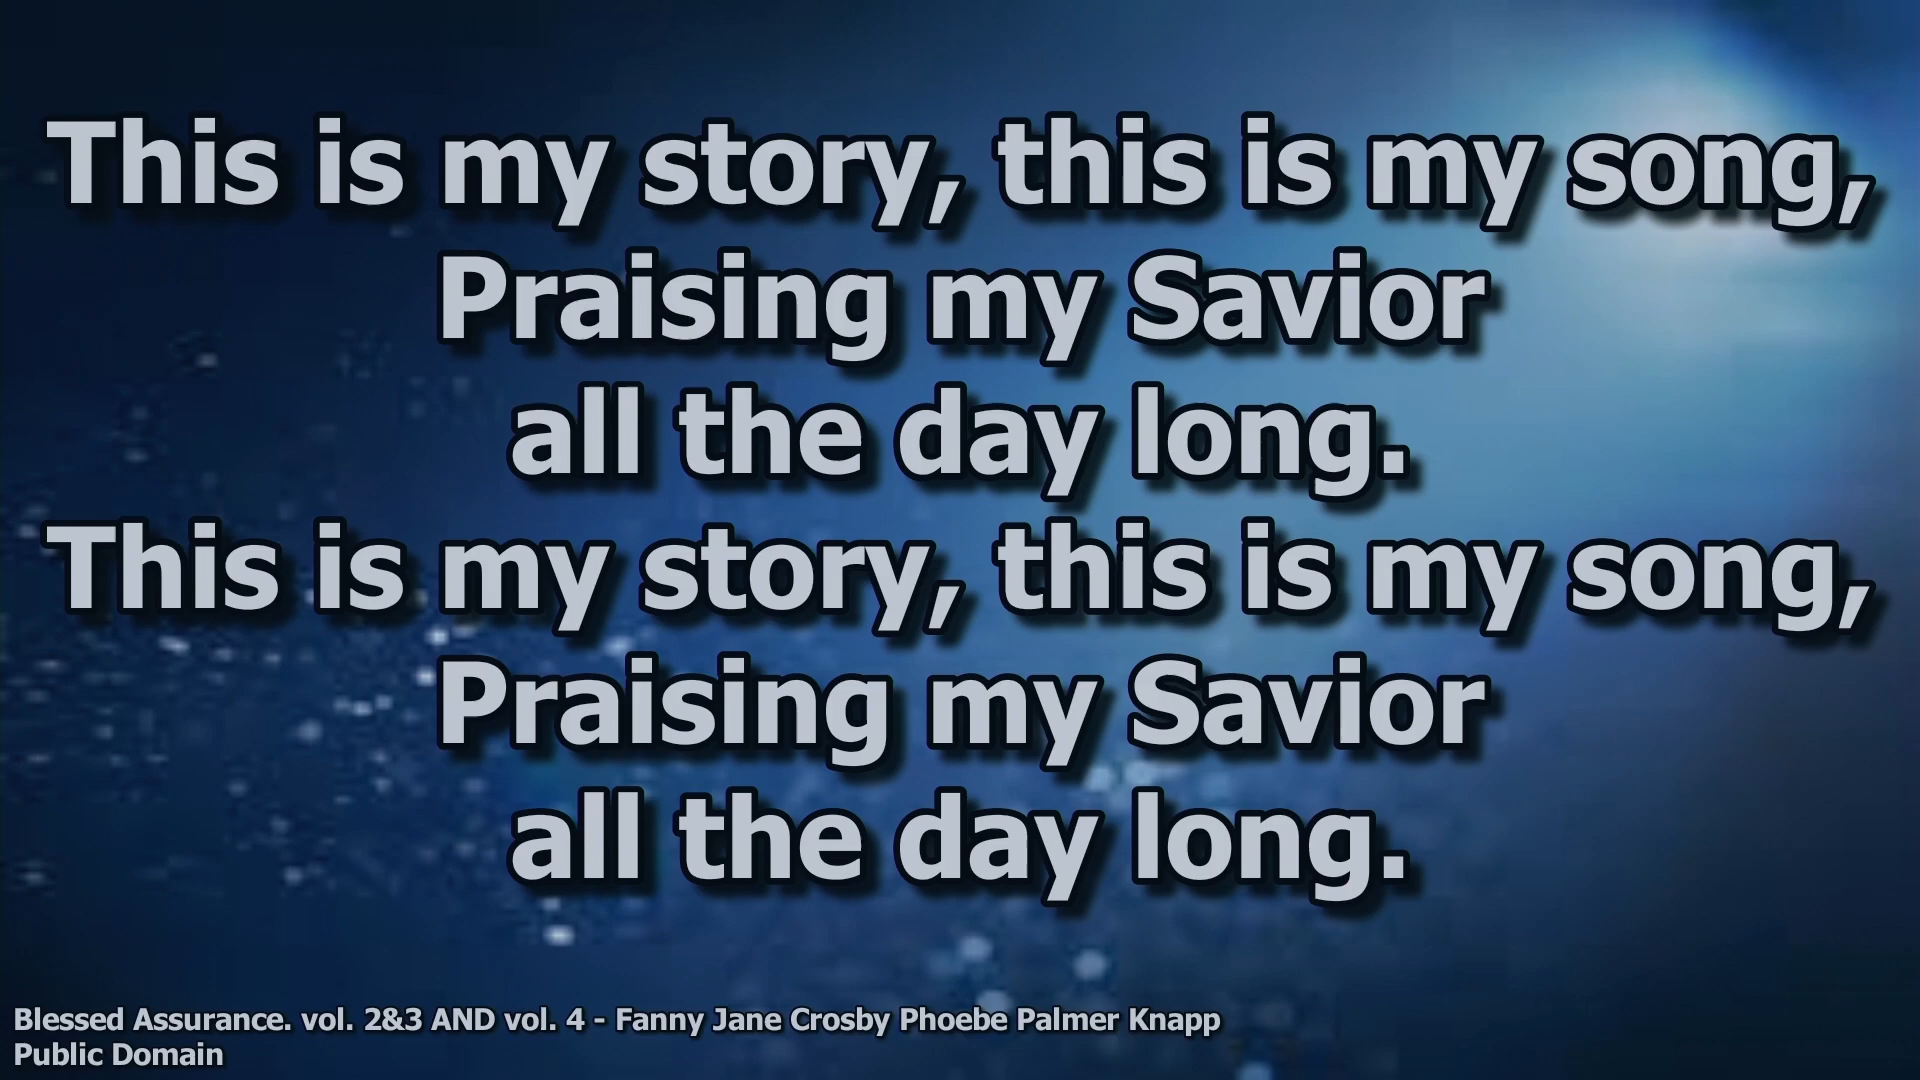 This is my story, this is my song,
Praising my Savior
all the day long.
This is my story, this is my song,
Praising my Savior
all the day long.
Blessed Assurance. vol. 2&3 AND vol. 4 - Fanny Jane Crosby Phoebe Palmer Knapp
Public Domain